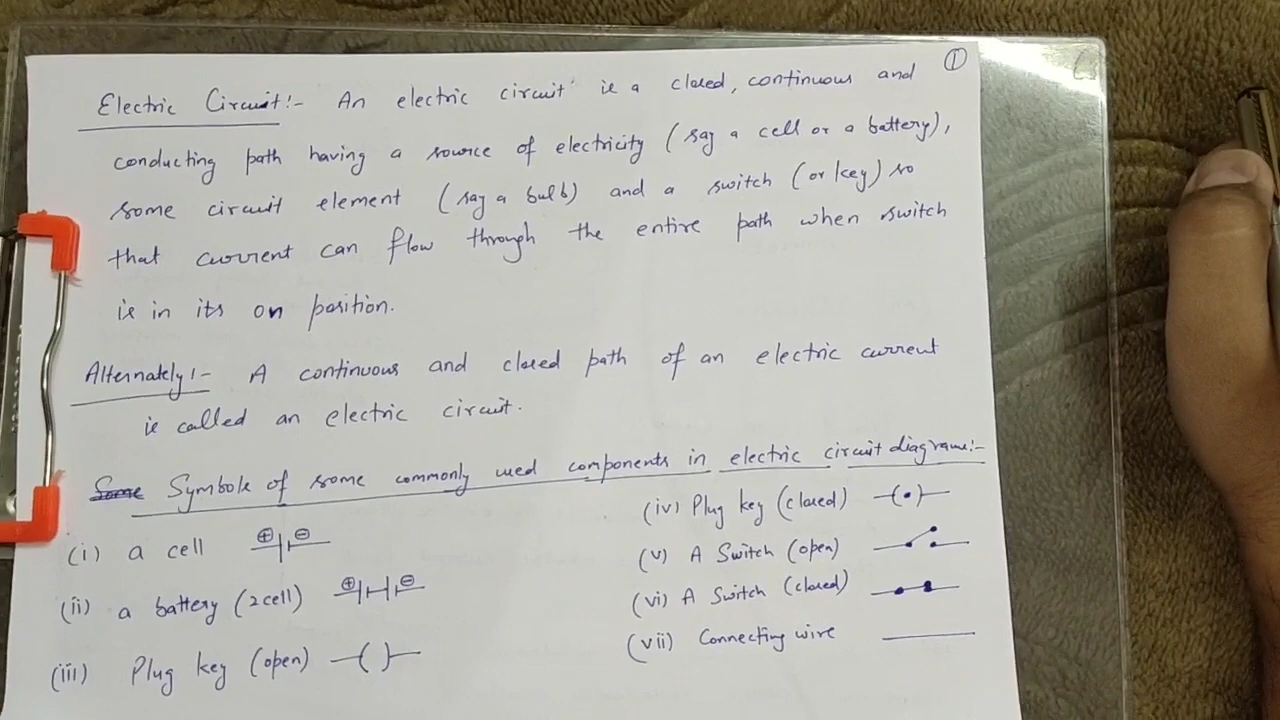 ①
Electric Circuit:- An electric circuit is a closed, continuous and
conducting path having a source of electricity (say a cell or a battery),
some circuit element (say a bulb) and a switch (or key) so
that current can flow through the entire path when switch
is in its on position.
Alternately:- A continuous and closed path of an electric current
is called an electric circuit.
Some Symbols of some commonly used components in electric circuit diagrams:-
(i) a cell ⊕ ⊖
(ii) a battery (2cell) ⊕ ⊖
(iii) Plug key (open)
(iv) Plug key (closed)
(v) A Switch (open)
(vi) A Switch (closed)
(vii) Connecting wire